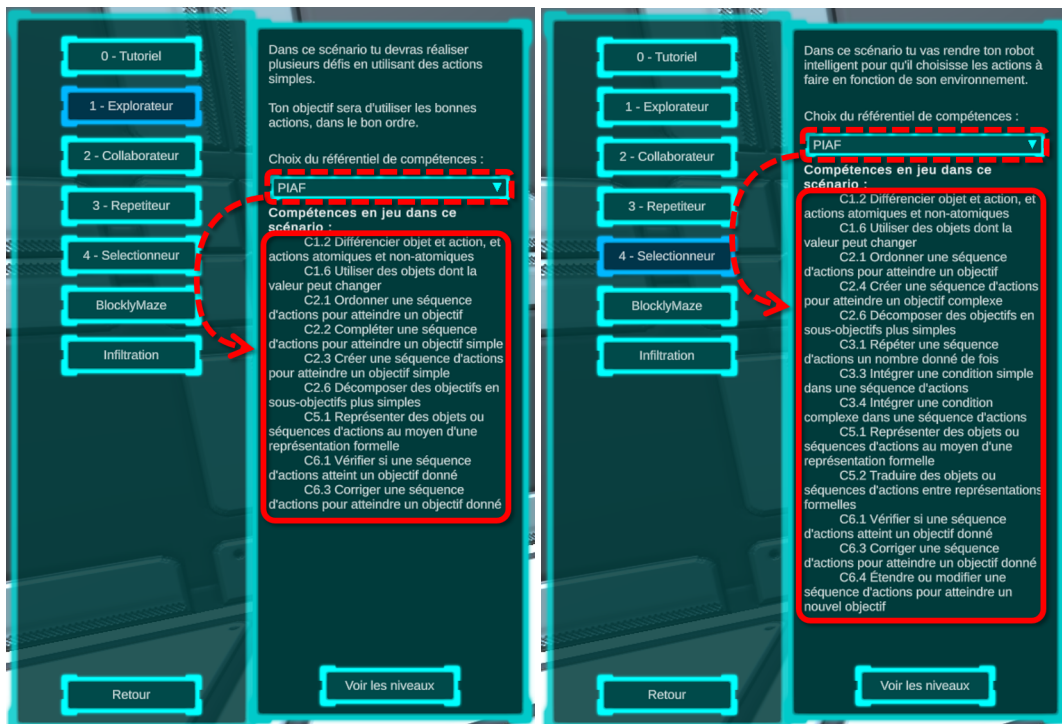 0 - Tutoriel
1 - Explorateur
2 - Collaborateur
3 - Repetiteur
4 - Selectionneur
BlocklyMaze
Infiltration
Retour
Dans ce scénario tu devras réaliser
plusieurs défis en utilisant des actions
simples.
Ton objectif sera d'utiliser les bonnes
actions, dans le bon ordre.
Choix du référentiel de compétences :
PIAF
Compétences en jeu dans ce
scénario :
C1.2 Différencier objet et action, et
actions atomiques et non-atomiques
C1.6 Utiliser des objets dont la
valeur peut changer
C2.1 Ordonner une séquence
d'actions pour atteindre un objectif
C2.2 Compléter une séquence
d'actions pour atteindre un objectif simple
C2.3 Créer une séquence d'actions
pour atteindre un objectif simple
C2.6 Décomposer des objectifs en
sous-objectifs plus simples
C5.1 Représenter des objets ou
séquences d'actions au moyen d'une
représentation formelle
C6.1 Vérifier si une séquence
d'actions atteint un objectif donné
C6.3 Corriger une séquence
d'actions pour atteindre un objectif donné
Voir les niveaux
0 - Tutoriel
1 - Explorateur
2 - Collaborateur
3 - Repetiteur
4 - Selectionneur
BlocklyMaze
Infiltration
Retour
Dans ce scénario tu vas rendre ton robot
intelligent pour qu'il choisisse les actions à
faire en fonction de son environnement.
Choix du référentiel de compétences :
PIAF
Compétences en jeu dans ce
scénario :
C1.2 Différencier objet et action, et
actions atomiques et non-atomiques
C1.6 Utiliser des objets dont la
valeur peut changer
C2.1 Ordonner une séquence
d'actions pour atteindre un objectif
C2.4 Créer une séquence d'actions
pour atteindre un objectif complexe
C2.6 Décomposer des objectifs en
sous-objectifs plus simples
C3.1 Répéter une séquence
d'actions un nombre donné de fois
C3.3 Intégrer une condition simple
dans une séquence d'actions
C3.4 Intégrer une condition
complexe dans une séquence d'actions
C5.1 Représenter des objets ou
séquences d'actions au moyen d'une
représentation formelle
C5.2 Traduire des objets ou
séquences d'actions entre représentations
formelles
C6.1 Vérifier si une séquence
d'actions atteint un objectif donné
C6.3 Corriger une séquence
d'actions pour atteindre un objectif donné
C6.4 Étendre ou modifier une
séquence d'actions pour atteindre un
nouvel objectif
Voir les niveaux